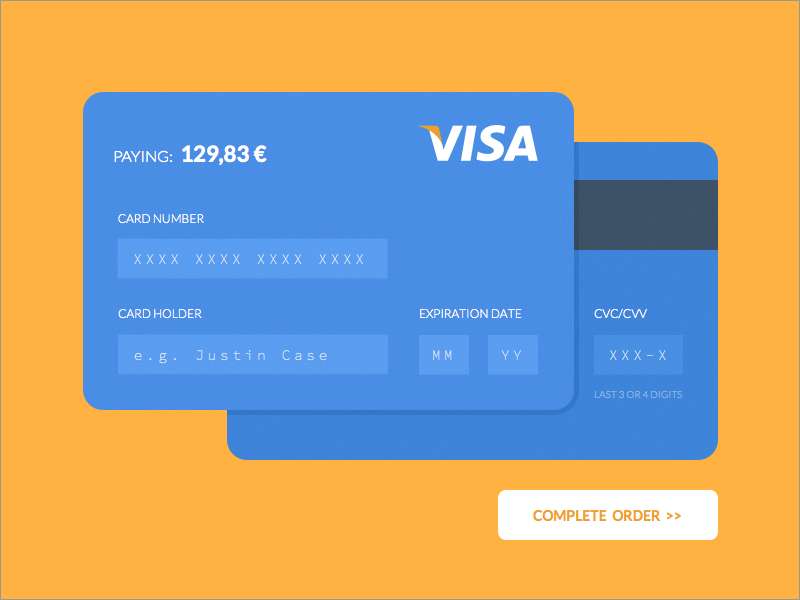 VISA
PAYING: 129,83 €
CARD NUMBER
XXXX XXXX XXXX XXXX
CARD HOLDER
e.g. Justin Case
EXPIRATION DATE
MM YY
CVC/CVV
XXX–X
LAST 3 OR 4 DIGITS
COMPLETE ORDER >>